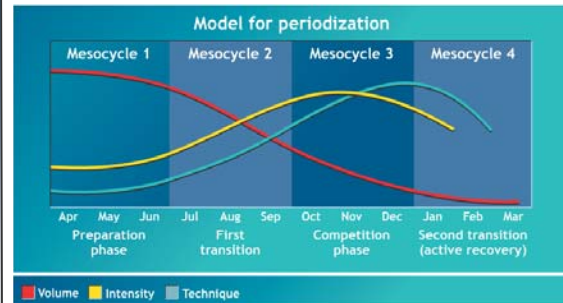 Model for periodization
Mesocycle 1 Mesocycle 2 Mesocycle 3 Mesocycle 4
Apr May Jun Jul Aug Sep Oct Nov Dec Jan Feb Mar
Preparation phase
First transition
Competition phase
Second transition (active recovery)
Volume Intensity Technique